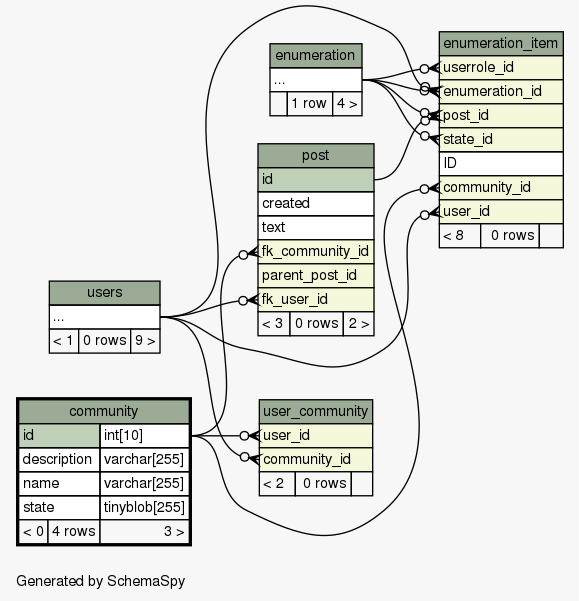 enumeration_item
userrole_id
enumeration_id
post_id
state_id
ID
community_id
user_id
< 8 0 rows
enumeration
...
1 row 4 >
post
id
created
text
fk_community_id
parent_post_id
fk_user_id
< 3 0 rows 2 >
users
...
< 1 0 rows 9 >
community
id int[10]
description varchar[255]
name varchar[255]
state tinyblob[255]
< 0 4 rows 3 >
user_community
user_id
community_id
< 2 0 rows
Generated by SchemaSpy